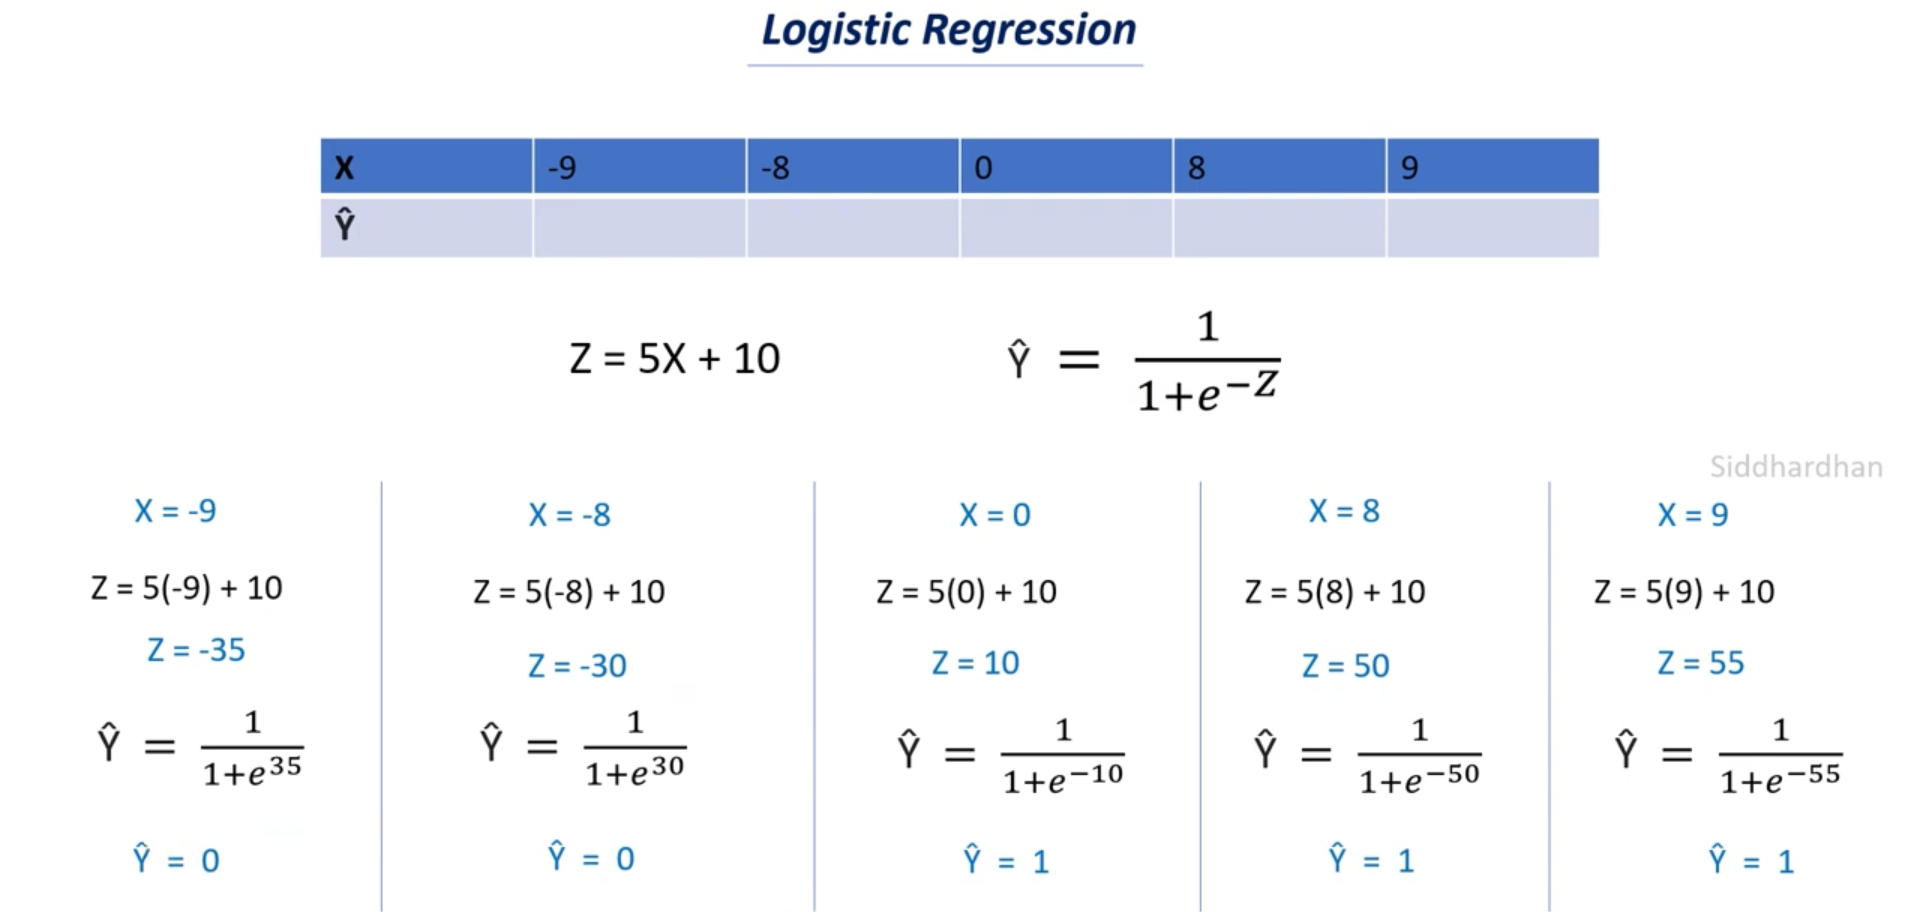 Logistic Regression
X -9 -8 0 8 9
Ŷ
Z = 5X + 10 Ŷ = 1/(1+e^−Z)
Siddhardhan
X = -9
Z = 5(-9) + 10
Z = -35
Ŷ = 1/(1+e^35)
Ŷ = 0
X = -8
Z = 5(-8) + 10
Z = -30
Ŷ = 1/(1+e^30)
Ŷ = 0
X = 0
Z = 5(0) + 10
Z = 10
Ŷ = 1/(1+e^−10)
Ŷ = 1
X = 8
Z = 5(8) + 10
Z = 50
Ŷ = 1/(1+e^−50)
Ŷ = 1
X = 9
Z = 5(9) + 10
Z = 55
Ŷ = 1/(1+e^−55)
Ŷ = 1